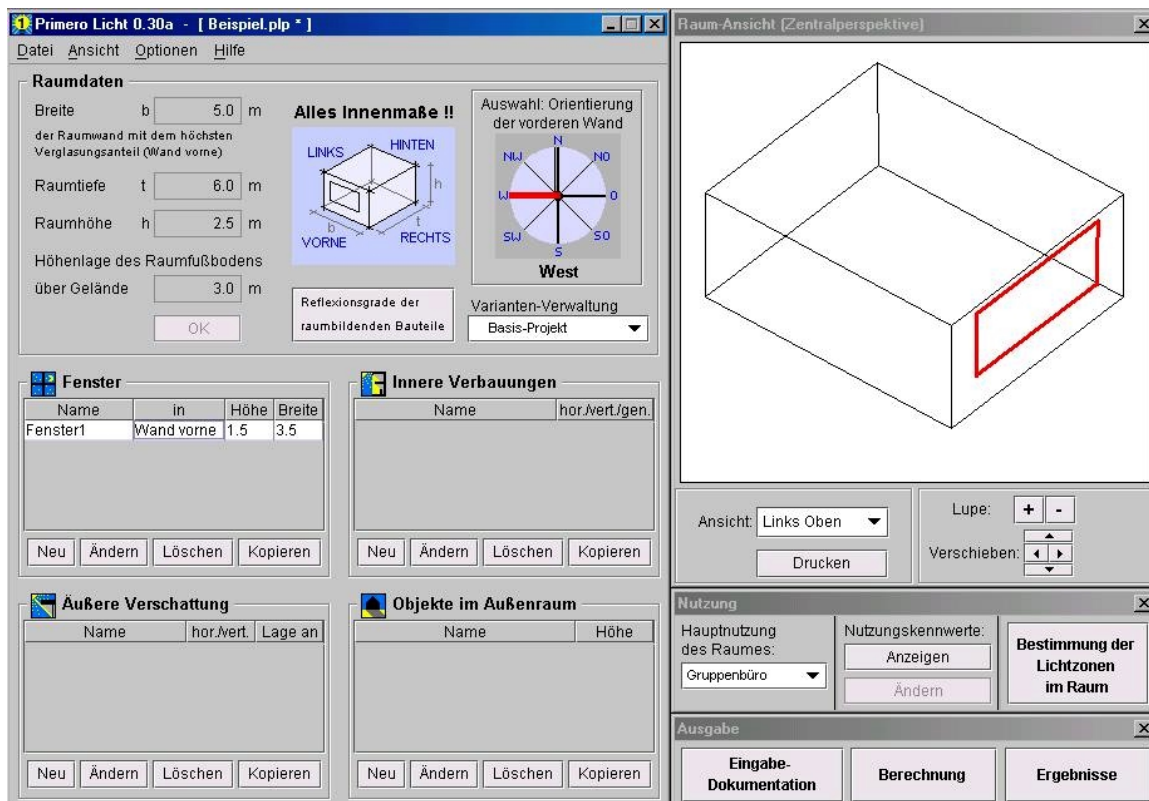 Primero Licht 0.30a - [ Beispiel.plp * ]
Datei Ansicht Optionen Hilfe
Raumdaten
Breite b 5.0 m
der Raumwand mit dem höchsten
Verglasungsanteil (Wand vorne)
Raumtiefe t 6.0 m
Raumhöhe h 2.5 m
Höhenlage des Raumfußbodens
über Gelände 3.0 m
OK
Alles Innenmaße !!
LINKS HINTEN
h
b t
VORNE RECHTS
Reflexionsgrade der
raumbildenden Bauteile
Auswahl: Orientierung
der vorderen Wand
N
NW NO
W O
SW SO
S
West
Varianten-Verwaltung
Basis-Projekt
Fenster
Name in Höhe Breite
Fenster1 Wand vorne 1.5 3.5
Neu Ändern Löschen Kopieren
Innere Verbauungen
Name hor./vert./gen.
Neu Ändern Löschen Kopieren
Äußere Verschattung
Name hor./vert. Lage an
Neu Ändern Löschen Kopieren
Objekte im Außenraum
Name Höhe
Neu Ändern Löschen Kopieren
Raum-Ansicht (Zentralperspektive)
Ansicht: Links Oben
Drucken
Lupe: + -
Verschieben:
Nutzung
Hauptnutzung
des Raumes:
Gruppenbüro
Nutzungskennwerte:
Anzeigen
Ändern
Bestimmung der
Lichtzonen
im Raum
Ausgabe
Eingabe-
Dokumentation
Berechnung
Ergebnisse